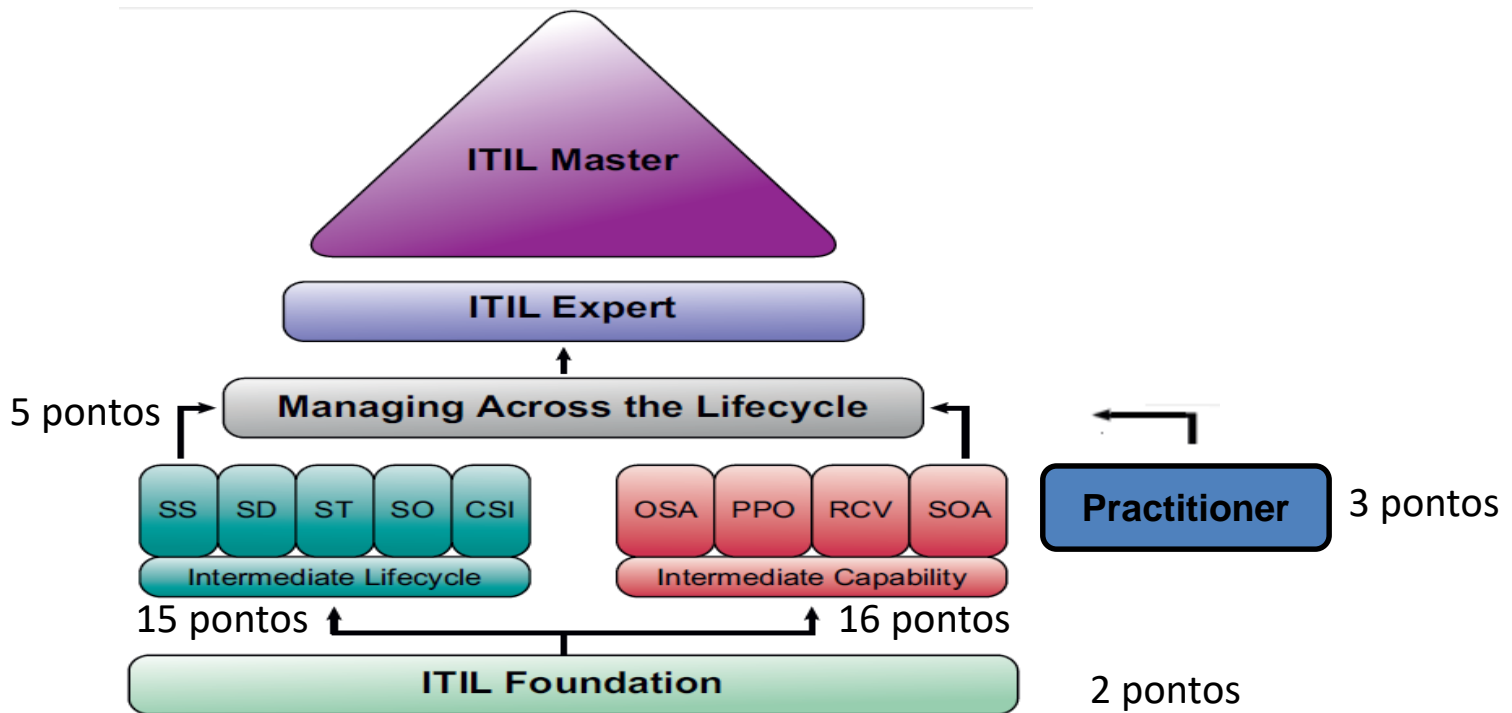 ITIL Master
ITIL Expert
5 pontos
Managing Across the Lifecycle
SS SD ST SO CSI
OSA PPO RCV SOA
Practitioner
3 pontos
Intermediate Lifecycle
Intermediate Capability
15 pontos
16 pontos
ITIL Foundation
2 pontos